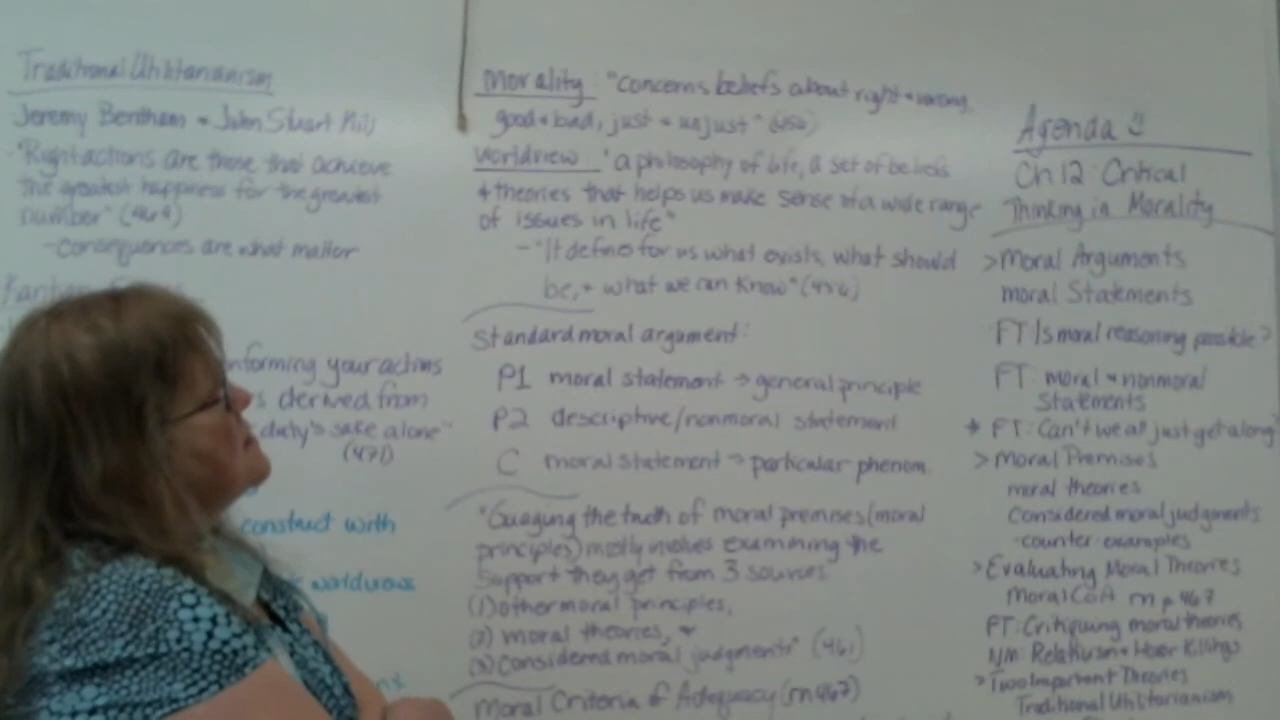 Traditional Utilitarianism
Jeremy Bentham + John Stuart Mill
"Right actions are those that achieve
the greatest happiness for the greatest
number" (469)
- consequences are what matter
nforming your actions
s derived from
duty's sake alone"
(471)
construct with
worldviews
Morality: "concerns beliefs about right + wrong,
good + bad, just + unjust" (456)
Worldview "a philosophy of life, a set of beliefs
+ theories that helps us make sense of a wide range
of issues in life"
- "It defines for us what exists, what should
be, + what we can know" (456)
Standard moral argument:
P1 moral statement → general principle
P2 descriptive/nonmoral statement
C moral statement → particular phenom.
"Guaging the truth of moral premises (moral
principles) mostly involves examining the
support they get from 3 sources
(1) other moral principles,
(2) moral theories, +
(3) considered moral judgments" (461)
Moral Criteria of Adequacy (rn 467)
Agenda
Ch 12: Critical
Thinking in Morality
> Moral Arguments
moral statements
FT: Is moral reasoning possible?
FT: moral + nonmoral
statements
* FT: Can't we all just get along?
> Moral Premises
moral theories
considered moral judgments
- counter-examples
> Evaluating Moral Theories
Moral CoA rn p 467
FT: Critiquing moral theories
NM: Relativism + Honor Killings
> Two Important Theories
Traditional Utilitarianism